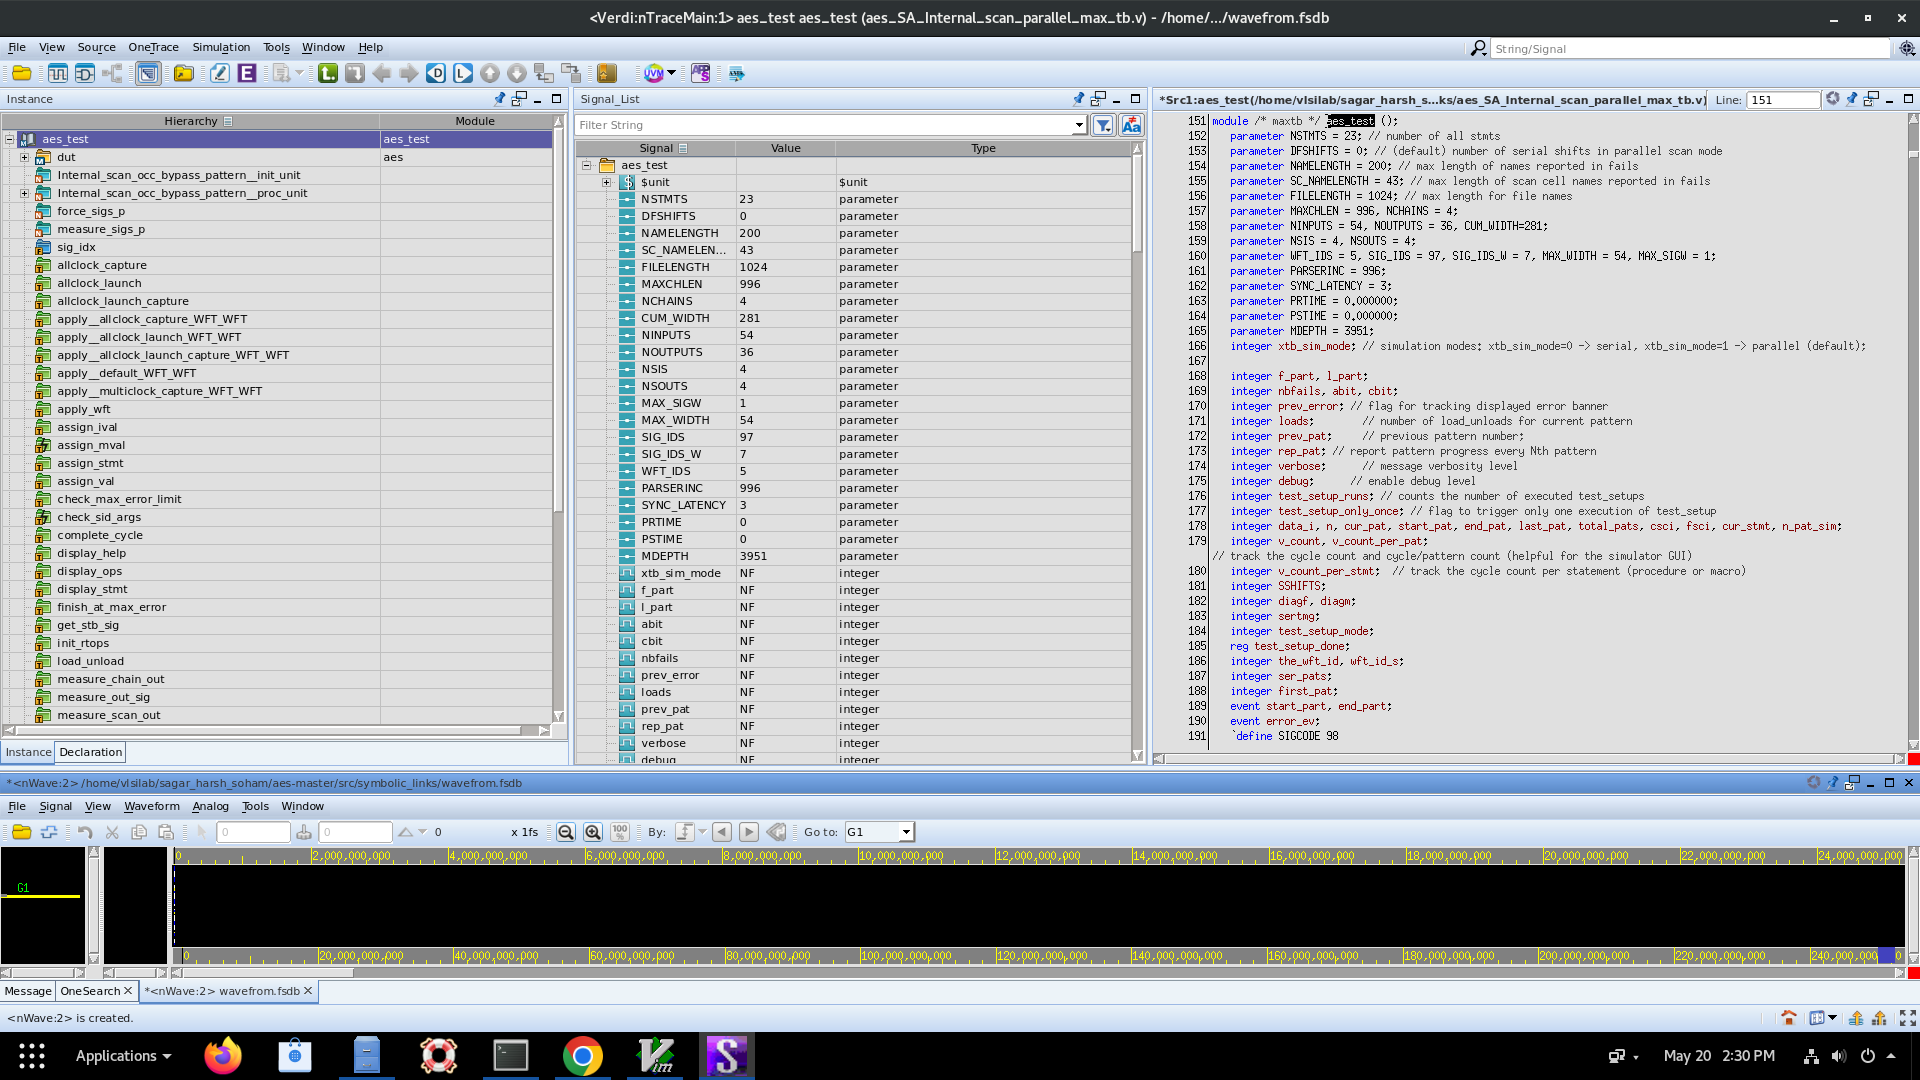 <Verdi:nTraceMain:1> aes_test aes_test (aes_SA_Internal_scan_parallel_max_tb.v) - /home/.../wavefrom.fsdb
File View Source OneTrace Simulation Tools Window Help
String/Signal
Instance
Hierarchy Module
aes_test aes_test
dut aes
Internal_scan_occ_bypass_pattern__init_unit
Internal_scan_occ_bypass_pattern__proc_unit
force_sigs_p
measure_sigs_p
sig_idx
allclock_capture
allclock_launch
allclock_launch_capture
apply__allclock_capture_WFT_WFT
apply__allclock_launch_WFT_WFT
apply__allclock_launch_capture_WFT_WFT
apply__default_WFT_WFT
apply__multiclock_capture_WFT_WFT
apply_wft
assign_ival
assign_mval
assign_stmt
assign_val
check_max_error_limit
check_sid_args
complete_cycle
display_help
display_ops
display_stmt
finish_at_max_error
get_stb_sig
init_rtops
load_unload
measure_chain_out
measure_out_sig
measure_scan_out
Instance Declaration
Signal_List
Filter String
Signal Value Type
aes_test
$unit $unit
NSTMTS 23 parameter
DFSHIFTS 0 parameter
NAMELENGTH 200 parameter
SC_NAMELEN... 43 parameter
FILELENGTH 1024 parameter
MAXCHLEN 996 parameter
NCHAINS 4 parameter
CUM_WIDTH 281 parameter
NINPUTS 54 parameter
NOUTPUTS 36 parameter
NSIS 4 parameter
NSOUTS 4 parameter
MAX_SIGW 1 parameter
MAX_WIDTH 54 parameter
SIG_IDS 97 parameter
SIG_IDS_W 7 parameter
WFT_IDS 5 parameter
PARSERINC 996 parameter
SYNC_LATENCY 3 parameter
PRTIME 0 parameter
PSTIME 0 parameter
MDEPTH 3951 parameter
xtb_sim_mode NF integer
f_part NF integer
l_part NF integer
abit NF integer
cbit NF integer
nbfails NF integer
prev_error NF integer
loads NF integer
prev_pat NF integer
rep_pat NF integer
verbose NF integer
debug NF integer
*Src1:aes_test(/home/vlsilab/sagar_harsh_s...ks/aes_SA_Internal_scan_parallel_max_tb.v) Line: 151
151 module /* maxtb */ aes_test ();
152 parameter NSTMTS = 23; // number of all stmts
153 parameter DFSHIFTS = 0; // (default) number of serial shifts in parallel scan mode
154 parameter NAMELENGTH = 200; // max length of names reported in fails
155 parameter SC_NAMELENGTH = 43; // max length of scan cell names reported in fails
156 parameter FILELENGTH = 1024; // max length for file names
157 parameter MAXCHLEN = 996, NCHAINS = 4;
158 parameter NINPUTS = 54, NOUTPUTS = 36, CUM_WIDTH=281;
159 parameter NSIS = 4, NSOUTS = 4;
160 parameter WFT_IDS = 5, SIG_IDS = 97, SIG_IDS_W = 7, MAX_WIDTH = 54, MAX_SIGW = 1;
161 parameter PARSERINC = 996;
162 parameter SYNC_LATENCY = 3;
163 parameter PRTIME = 0.000000;
164 parameter PSTIME = 0.000000;
165 parameter MDEPTH = 3951;
166 integer xtb_sim_mode; // simulation modes: xtb_sim_mode=0 -> serial, xtb_sim_mode=1 -> parallel (default);
167
168 integer f_part, l_part;
169 integer nbfails, abit, cbit;
170 integer prev_error; // flag for tracking displayed error banner
171 integer loads; // number of load_unloads for current pattern
172 integer prev_pat; // previous pattern number;
173 integer rep_pat; // report pattern progress every Nth pattern
174 integer verbose; // message verbosity level
175 integer debug; // enable debug level
176 integer test_setup_runs; // counts the number of executed test_setups
177 integer test_setup_only_once; // flag to trigger only one execution of test_setup
178 integer data_i, n, cur_pat, start_pat, end_pat, last_pat, total_pats, csci, fsci, cur_stmt, n_pat_sim;
179 integer v_count, v_count_per_pat;
// track the cycle count and cycle/pattern count (helpful for the simulator GUI)
180 integer v_count_per_stmt; // track the cycle count per statement (procedure or macro)
181 integer SSHIFTS;
182 integer diagf, diagm;
183 integer sertmg;
184 integer test_setup_mode;
185 reg test_setup_done;
186 integer the_wft_id, wft_id_s;
187 integer ser_pats;
188 integer first_pat;
189 event start_part, end_part;
190 event error_ev;
191 `define SIGCODE 98
*<nWave:2> /home/vlsilab/sagar_harsh_soham/aes-master/src/symbolic_links/wavefrom.fsdb
File Signal View Waveform Analog Tools Window
0 0 0 x 1fs 100% By: Go to: G1
0 2,000,000,000 4,000,000,000 6,000,000,000 8,000,000,000 10,000,000,000 12,000,000,000 14,000,000,000 16,000,000,000 18,000,000,000 20,000,000,000 22,000,000,000 24,000,000,000
G1
0 20,000,000,000 40,000,000,000 60,000,000,000 80,000,000,000 100,000,000,000 120,000,000,000 140,000,000,000 160,000,000,000 180,000,000,000 200,000,000,000 220,000,000,000 240,000,000,000
Message OneSearch *<nWave:2> wavefrom.fsdb
<nWave:2> is created.
Applications May 20 2:30 PM